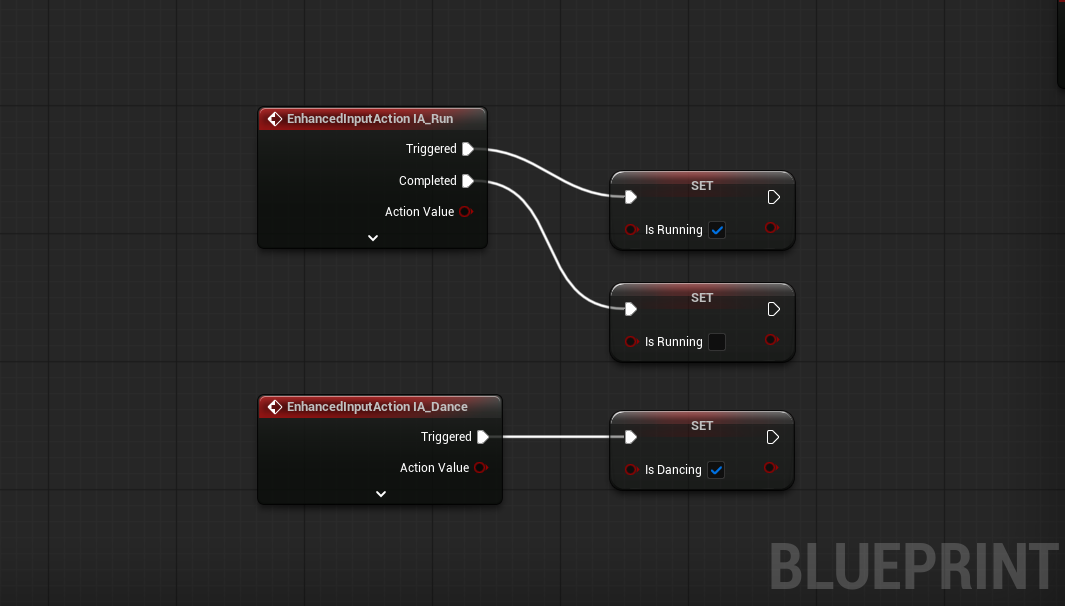 EnhancedInputAction IA_Run
Triggered
Completed
Action Value
SET
Is Running
SET
Is Running
EnhancedInputAction IA_Dance
Triggered
Action Value
SET
Is Dancing
BLUEPRINT